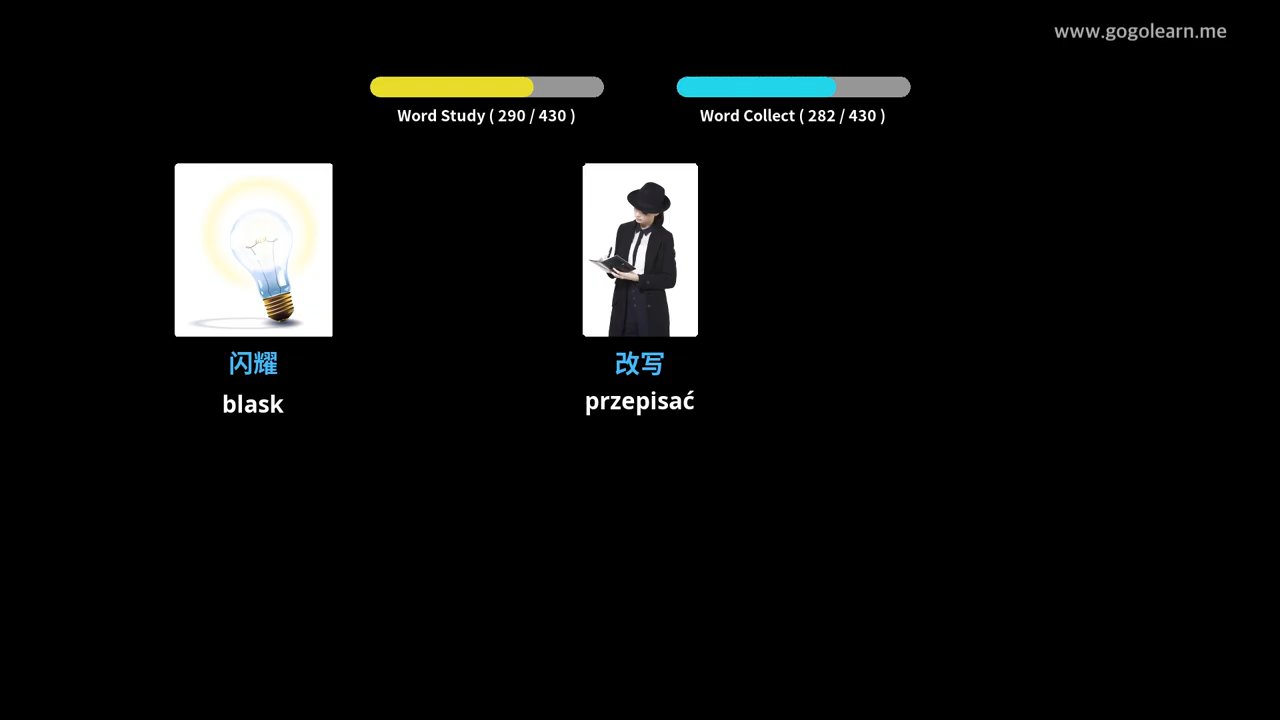 www.gogolearn.me
Word Study ( 290 / 430 )
Word Collect ( 282 / 430 )
闪耀
blask
改写
przepisać